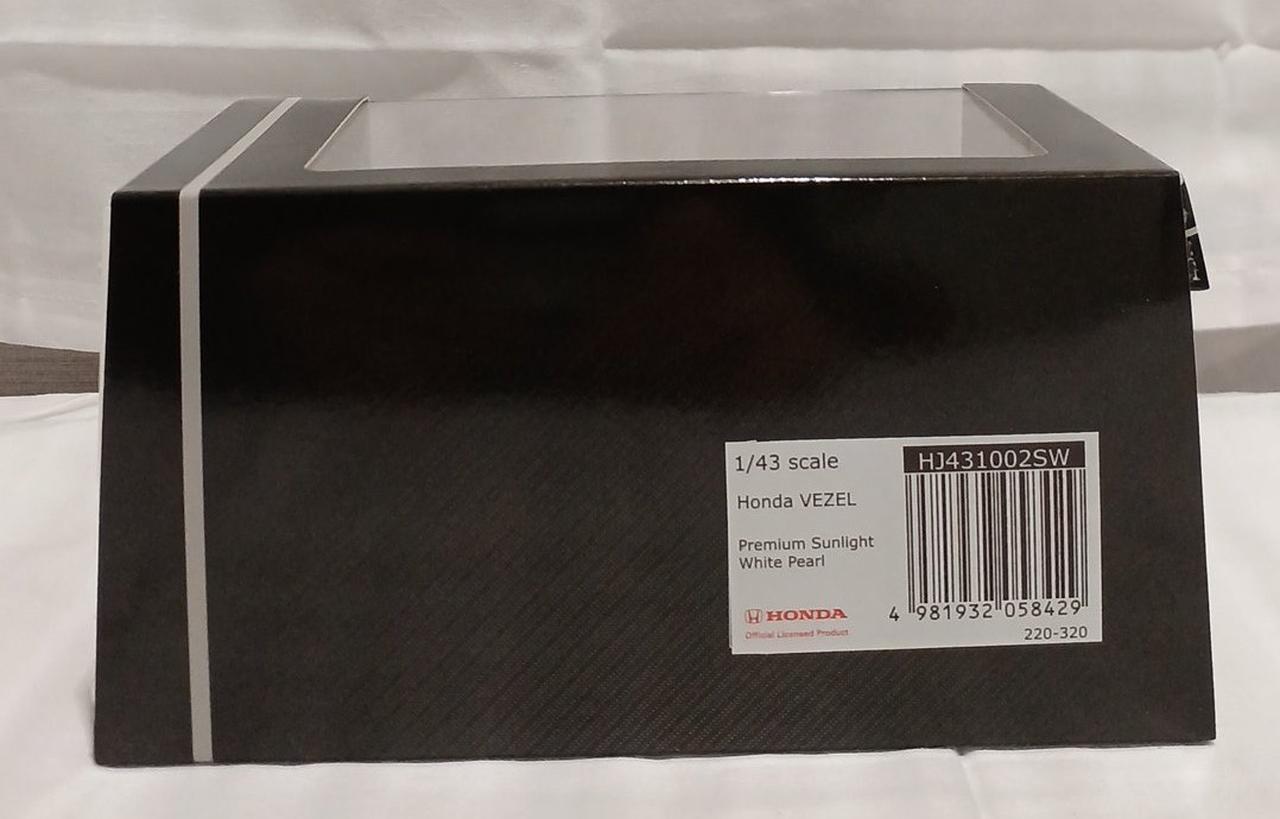 1/43 scale
HJ431002SW
Honda VEZEL
Premium Sunlight
White Pearl
HONDA
Official Licensed Product
4 981932 058429
220-320